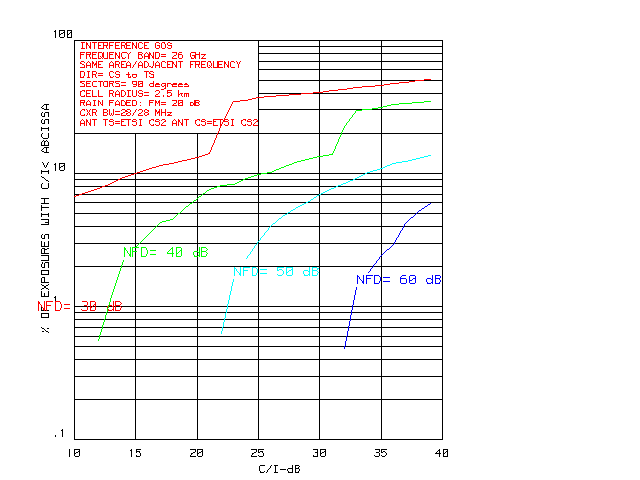 100
INTERFERENCE GOS
FREQUENCY BAND= 26 GHz
SAME AREA/ADJACENT FREQUENCY
DIR= CS to TS
SECTORS= 90 degrees
CELL RADIUS= 2.5 km
RAIN FADED: FM= 20 dB
CXR BW=28/28 MHz
ANT TS=ETSI CS2 ANT CS=ETSI CS2
% OF EXPOSURES WITH C/I< ABCISSA
10
NFD= 40 dB
NFD= 50 dB
NFD= 60 dB
1
NFD= 30 dB
.1
10 15 20 25 30 35 40
C/I-dB